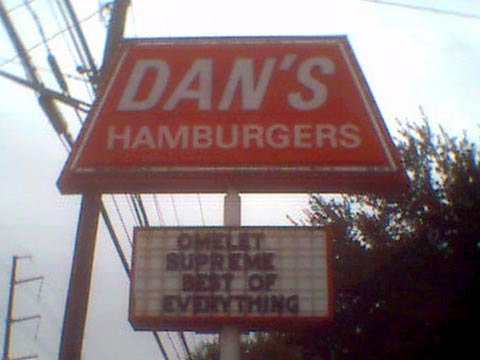 DAN'S
HAMBURGERS
OMELET
SUPREME
BEST OF
EVERYTHING